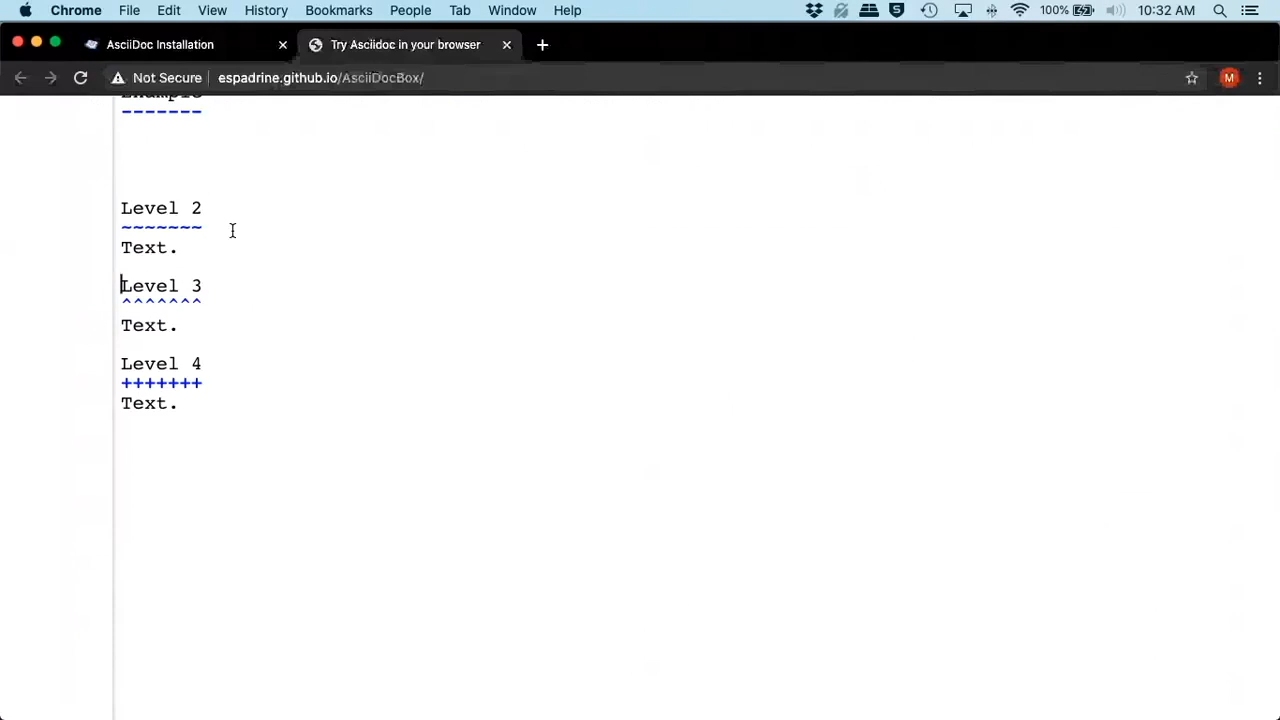 Chrome File Edit View History Bookmarks People Tab Window Help 100% 10:32 AM
AsciiDoc Installation Try Asciidoc in your browser
Not Secure espadrine.github.io/AsciiDocBox/ M
Example
-------
Level 2
~~~~~~~
Text.
Level 3
^^^^^^^
Text.
Level 4
+++++++
Text.